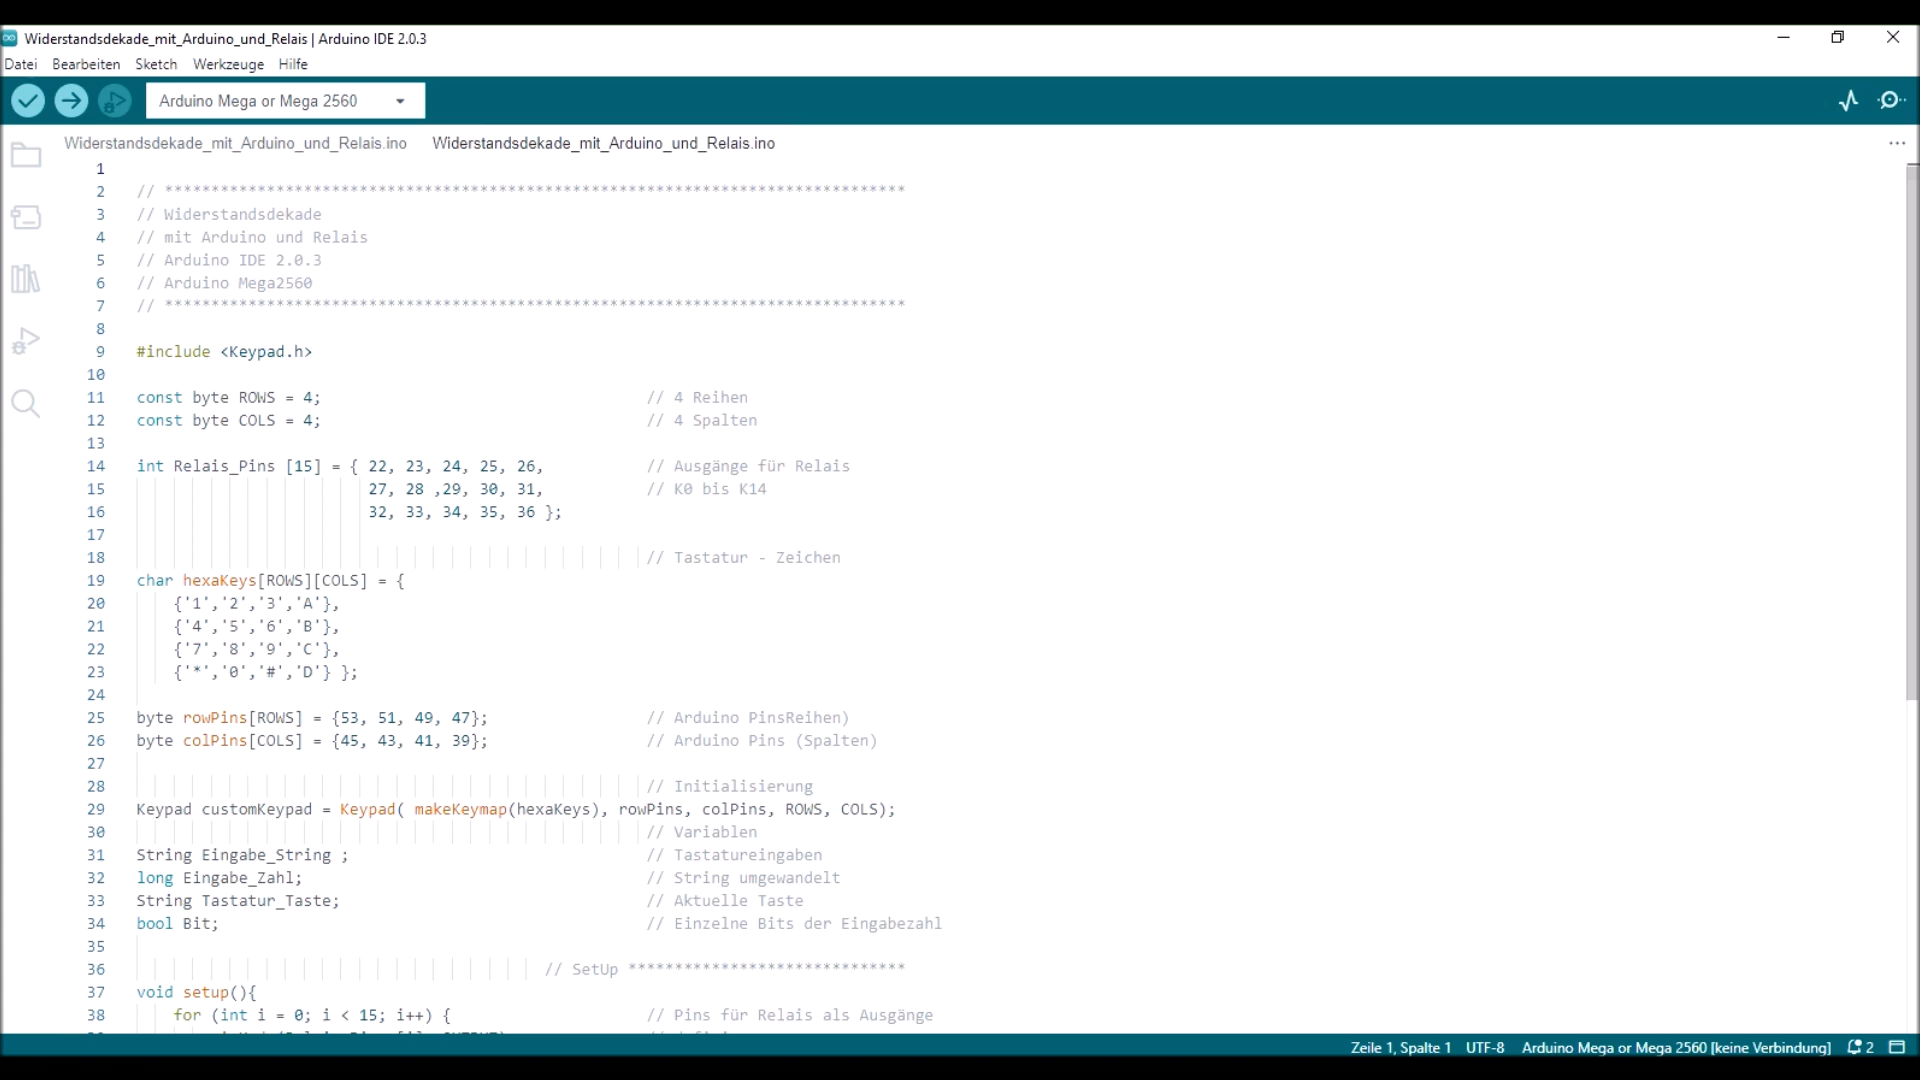 Widerstandsdekade_mit_Arduino_und_Relais | Arduino IDE 2.0.3
Datei Bearbeiten Sketch Werkzeuge Hilfe
Arduino Mega or Mega 2560
Widerstandsdekade_mit_Arduino_und_Relais.ino Widerstandsdekade_mit_Arduino_und_Relais.ino
1
2 // ********************************************************************************
3 // Widerstandsdekade
4 // mit Arduino und Relais
5 // Arduino IDE 2.0.3
6 // Arduino Mega2560
7 // ********************************************************************************
8
9 #include <Keypad.h>
10
11 const byte ROWS = 4; // 4 Reihen
12 const byte COLS = 4; // 4 Spalten
13
14 int Relais_Pins [15] = { 22, 23, 24, 25, 26, // Ausgänge für Relais
15 27, 28 ,29, 30, 31, // K0 bis K14
16 32, 33, 34, 35, 36 };
17
18 // Tastatur - Zeichen
19 char hexaKeys[ROWS][COLS] = {
20 {'1','2','3','A'},
21 {'4','5','6','B'},
22 {'7','8','9','C'},
23 {'*','0','#','D'} };
24
25 byte rowPins[ROWS] = {53, 51, 49, 47}; // Arduino PinsReihen)
26 byte colPins[COLS] = {45, 43, 41, 39}; // Arduino Pins (Spalten)
27
28 // Initialisierung
29 Keypad customKeypad = Keypad( makeKeymap(hexaKeys), rowPins, colPins, ROWS, COLS);
30 // Variablen
31 String Eingabe_String ; // Tastatureingaben
32 long Eingabe_Zahl; // String umgewandelt
33 String Tastatur_Taste; // Aktuelle Taste
34 bool Bit; // Einzelne Bits der Eingabezahl
35
36 // SetUp ******************************
37 void setup(){
38 for (int i = 0; i < 15; i++) { // Pins für Relais als Ausgänge
Zeile 1, Spalte 1 UTF-8 Arduino Mega or Mega 2560 [keine Verbindung] 2